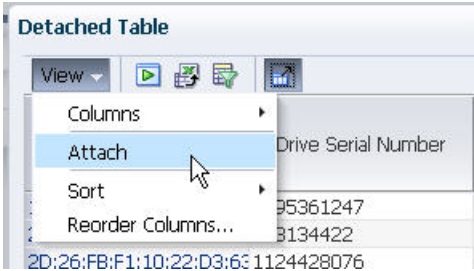 Detached Table
View
Columns
Attach
Drive Serial Number
Sort
95361247
Reorder Columns...
3134422
2D:26:FB:F1:10:22:D3:63 1124428076